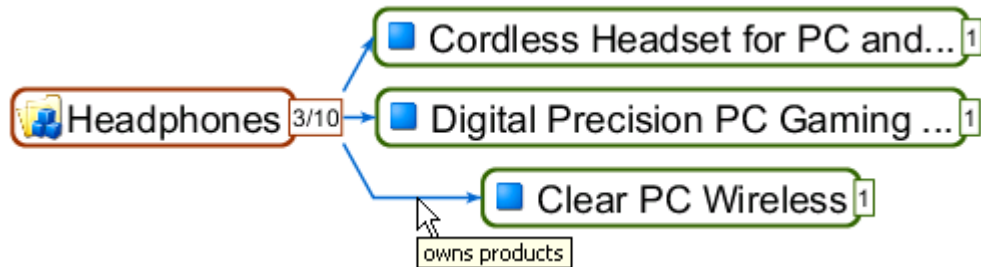 Cordless Headset for PC and... 1
Headphones 3/10
Digital Precision PC Gaming ... 1
Clear PC Wireless 1
owns products